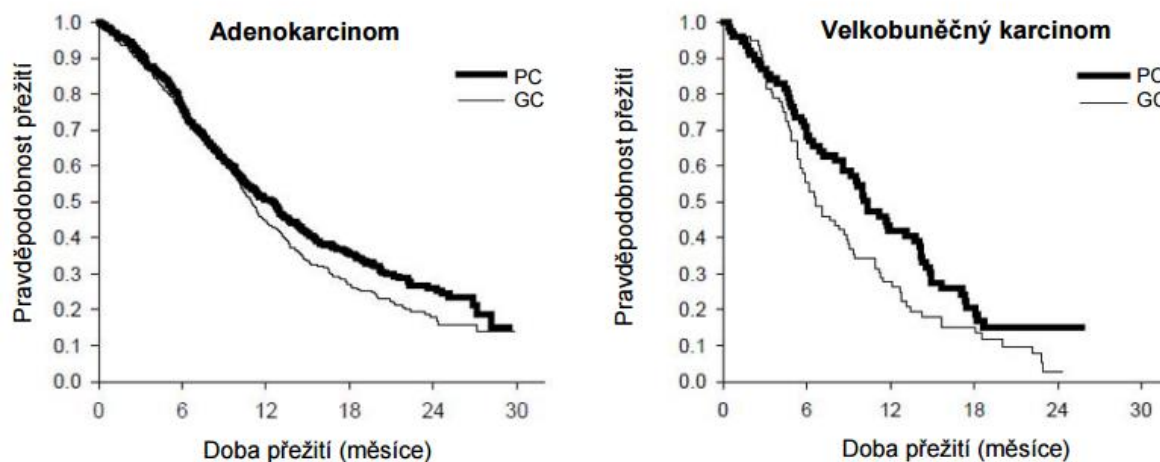 Adenokarcinom
Pravděpodobnost přežití
1.0
0.9
0.8
0.7
0.6
0.5
0.4
0.3
0.2
0.1
0.0
PC
GC
0 6 12 18 24 30
Doba přežití (měsíce)
Velkobuněčný karcinom
Pravděpodobnost přežití
1.0
0.9
0.8
0.7
0.6
0.5
0.4
0.3
0.2
0.1
0.0
PC
GC
0 6 12 18 24 30
Doba přežití (měsíce)